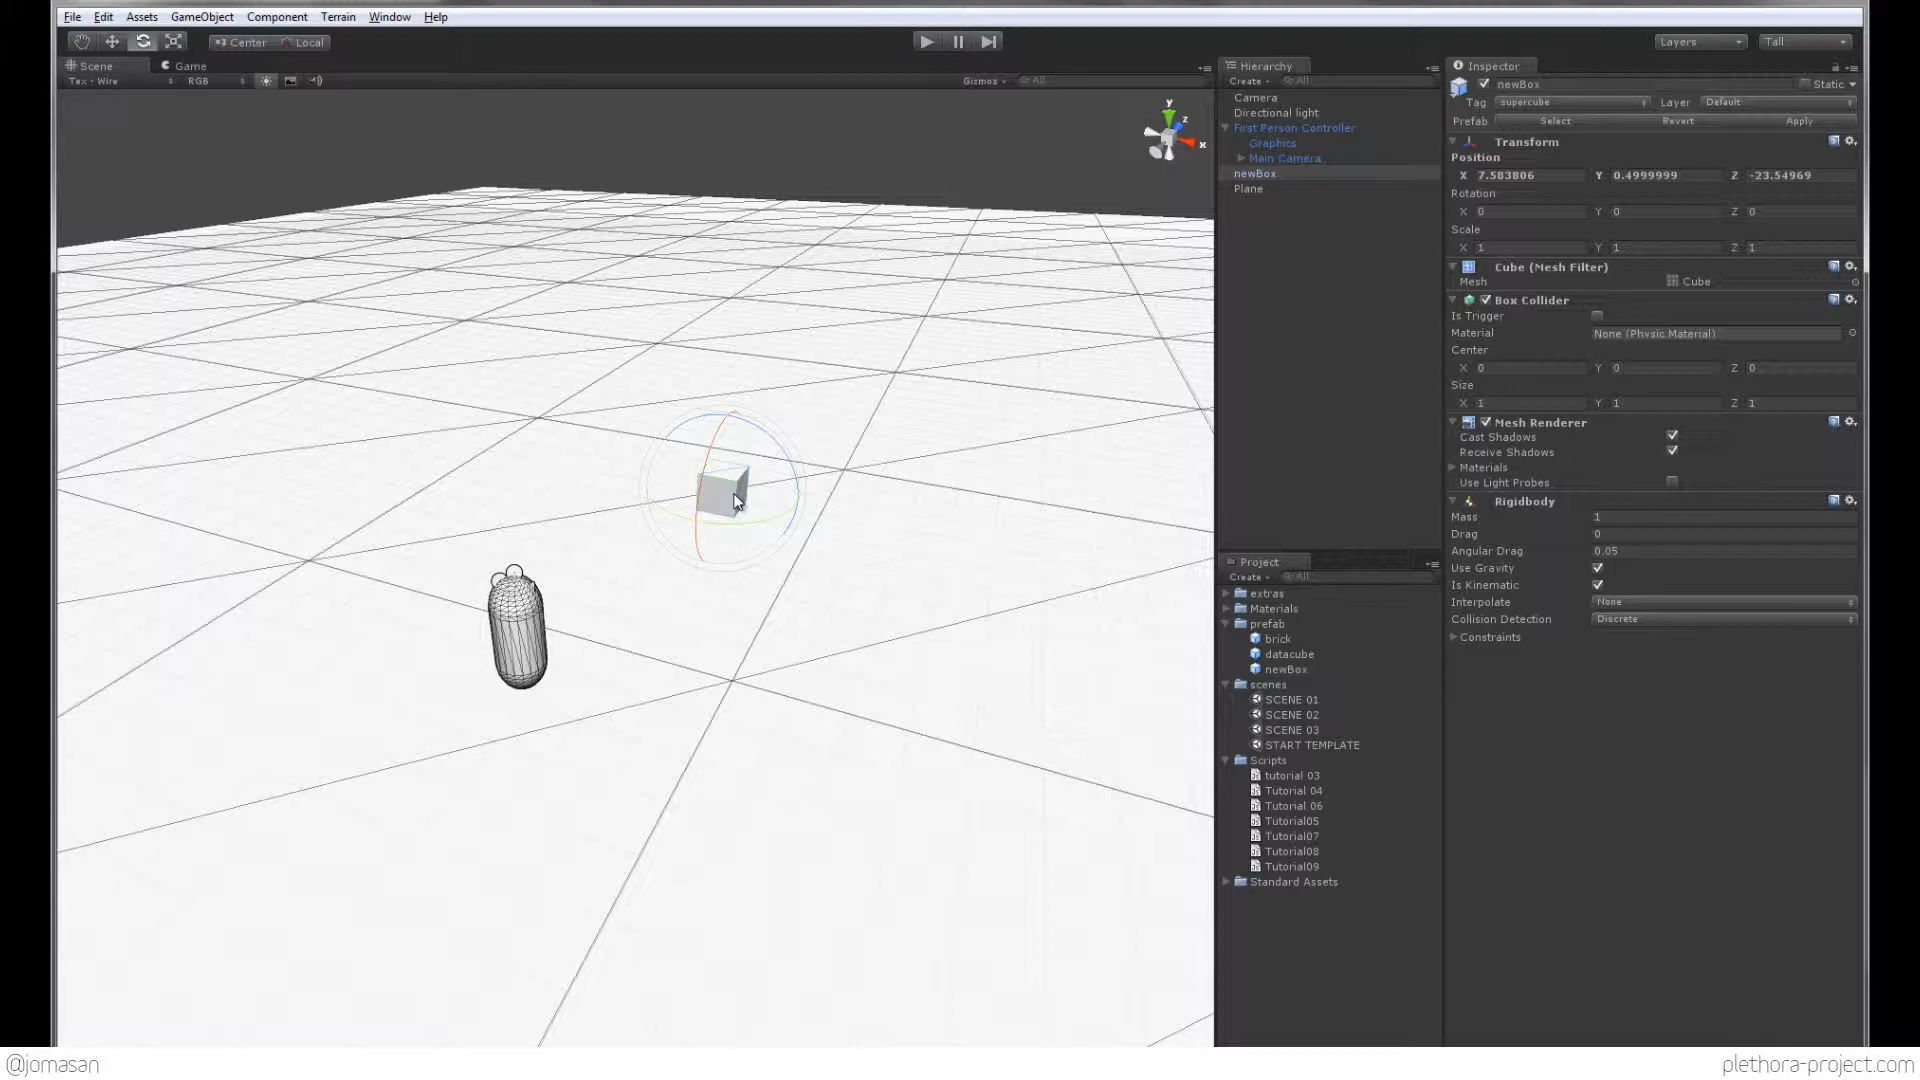 File Edit Assets GameObject Component Terrain Window Help
Center Local
Layers Tall
Scene Game
Tex - Wire RGB Gizmos All
y
z
x
Hierarchy
Create All
Camera
Directional light
First Person Controller
Graphics
Main Camera
newBox
Plane
Project
Create All
extras
Materials
prefab
brick
datacube
newBox
scenes
SCENE 01
SCENE 02
SCENE 03
START TEMPLATE
Scripts
tutorial 03
Tutorial 04
Tutorial 06
Tutorial05
Tutorial07
Tutorial08
Tutorial09
Standard Assets
Inspector
newBox Static
Tag supercube Layer Default
Prefab Select Revert Apply
Transform
Position
X 7.583806 Y 0.4999999 Z -23.54969
Rotation
X 0 Y 0 Z 0
Scale
X 1 Y 1 Z 1
Cube (Mesh Filter)
Mesh Cube
Box Collider
Is Trigger
Material None (Physic Material)
Center
X 0 Y 0 Z 0
Size
X 1 Y 1 Z 1
Mesh Renderer
Cast Shadows
Receive Shadows
Materials
Use Light Probes
Rigidbody
Mass 1
Drag 0
Angular Drag 0.05
Use Gravity
Is Kinematic
Interpolate None
Collision Detection Discrete
Constraints
@jomasan plethora-project.com